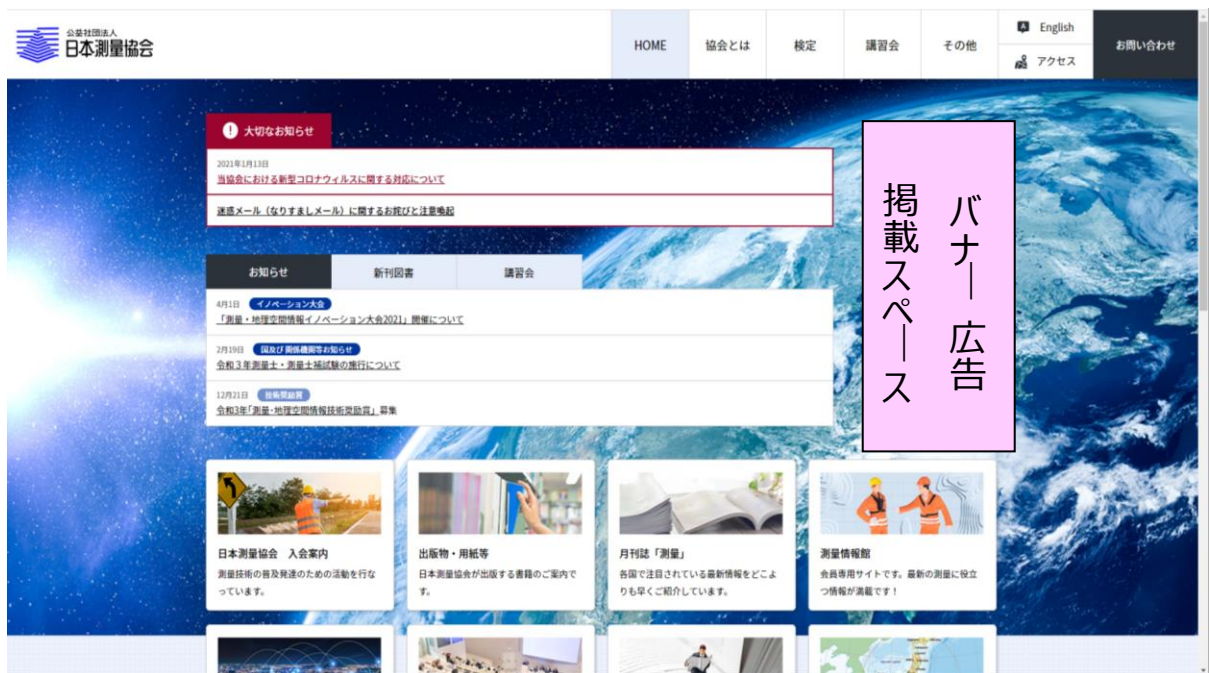 公益社団法人
日本測量協会
HOME
協会とは
検定
講習会
その他
English
アクセス
お問い合わせ
大切なお知らせ
2021年1月13日
当協会における新型コロナウィルスに関する対応について
迷惑メール（なりすましメール）に関するお詫びと注意喚起
バナー広告
掲載スペース
お知らせ
新刊図書
講習会
4月1日 イノベーション大会
「測量・地理空間情報イノベーション大会2021」開催について
2月19日 国及び関係機関等お知らせ
令和３年測量士・測量士補試験の施行について
12月21日 技術奨励賞
令和3年「測量・地理空間情報技術奨励賞」募集
日本測量協会　入会案内
測量技術の普及発達のための活動を行な
っています。
出版物・用紙等
日本測量協会が出版する書籍のご案内で
す。
月刊誌「測量」
各国で注目されている最新情報をどこよ
りも早くご紹介しています。
測量情報館
会員専用サイトです。最新の測量に役立
つ情報が満載です！